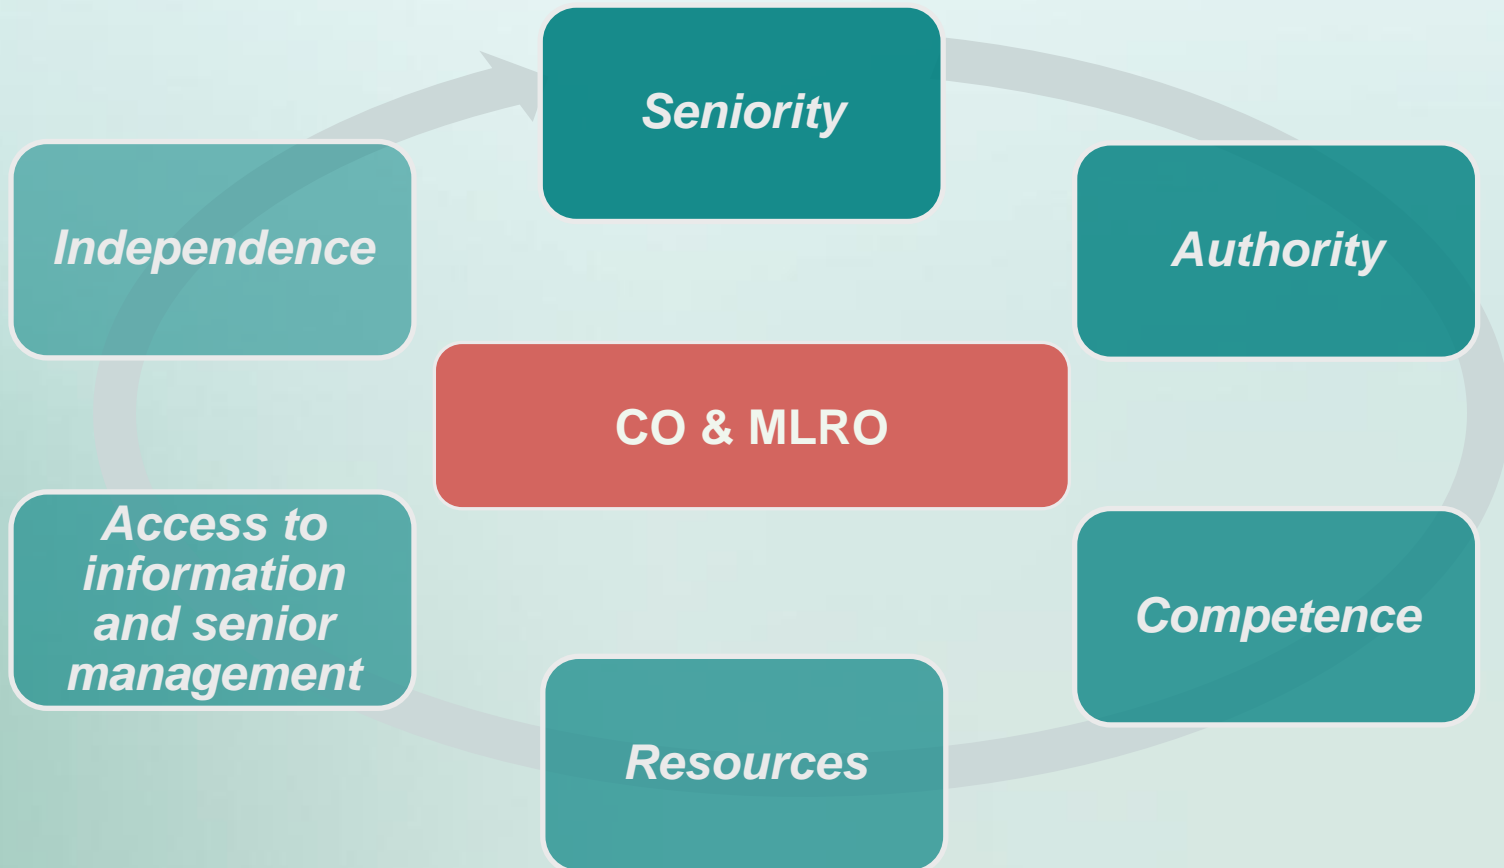 Seniority
Authority
Competence
Resources
Access to
information
and senior
management
Independence
CO & MLRO